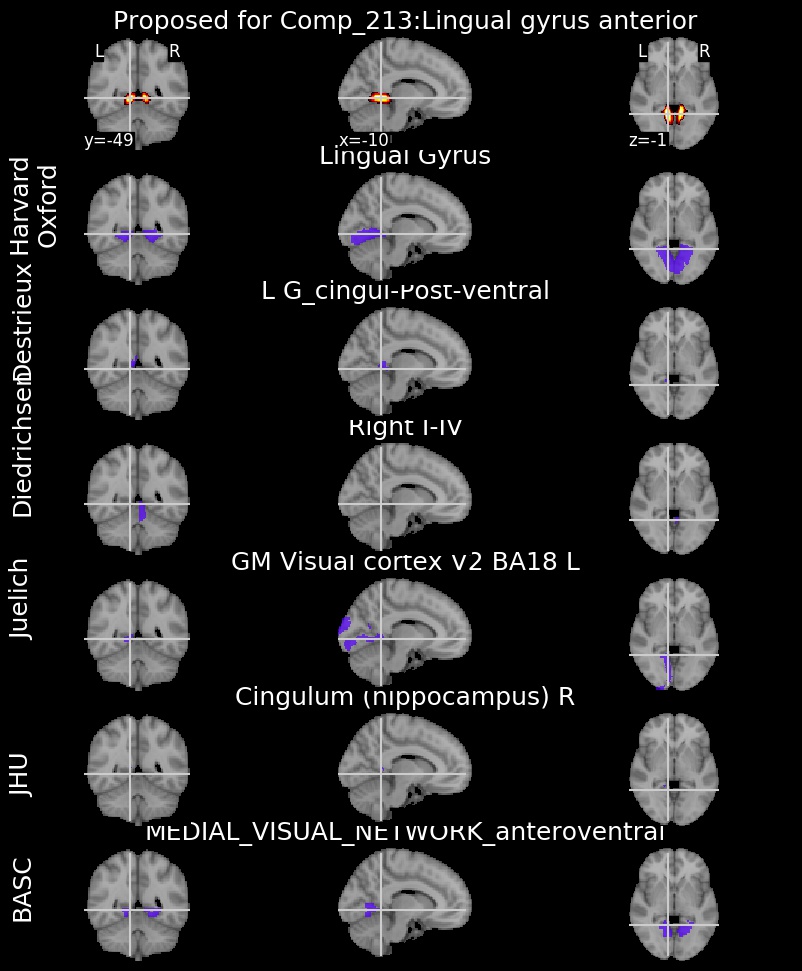 Proposed for Comp_213:Lingual gyrus anterior
L R L R
y=-49 x=-10 z=-1
Lingual Gyrus
Harvard
Oxford
L G_cingul-Post-ventral
Destrieux
Right I-IV
Diedrichsen
GM Visual cortex V2 BA18 L
Juelich
Cingulum (hippocampus) R
JHU
MEDIAL_VISUAL_NETWORK_anteroventral
BASC